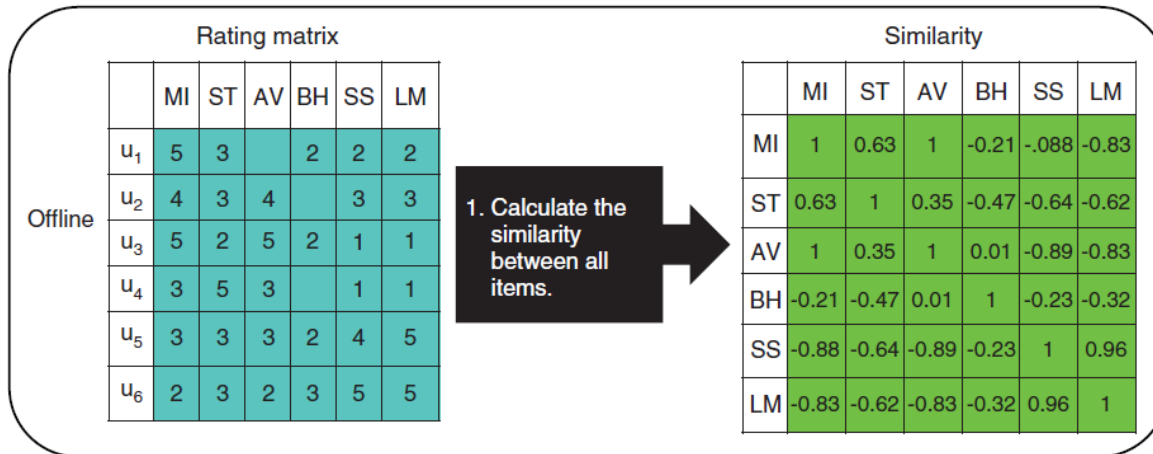 Rating matrix
MI ST AV BH SS LM
u1 5 3 2 2 2
u2 4 3 4 3 3
u3 5 2 5 2 1 1
u4 3 5 3 1 1
u5 3 3 3 2 4 5
u6 2 3 2 3 5 5
Offline
1. Calculate the
similarity
between all
items.
Similarity
MI ST AV BH SS LM
MI 1 0.63 1 -0.21 -.088 -0.83
ST 0.63 1 0.35 -0.47 -0.64 -0.62
AV 1 0.35 1 0.01 -0.89 -0.83
BH -0.21 -0.47 0.01 1 -0.23 -0.32
SS -0.88 -0.64 -0.89 -0.23 1 0.96
LM -0.83 -0.62 -0.83 -0.32 0.96 1